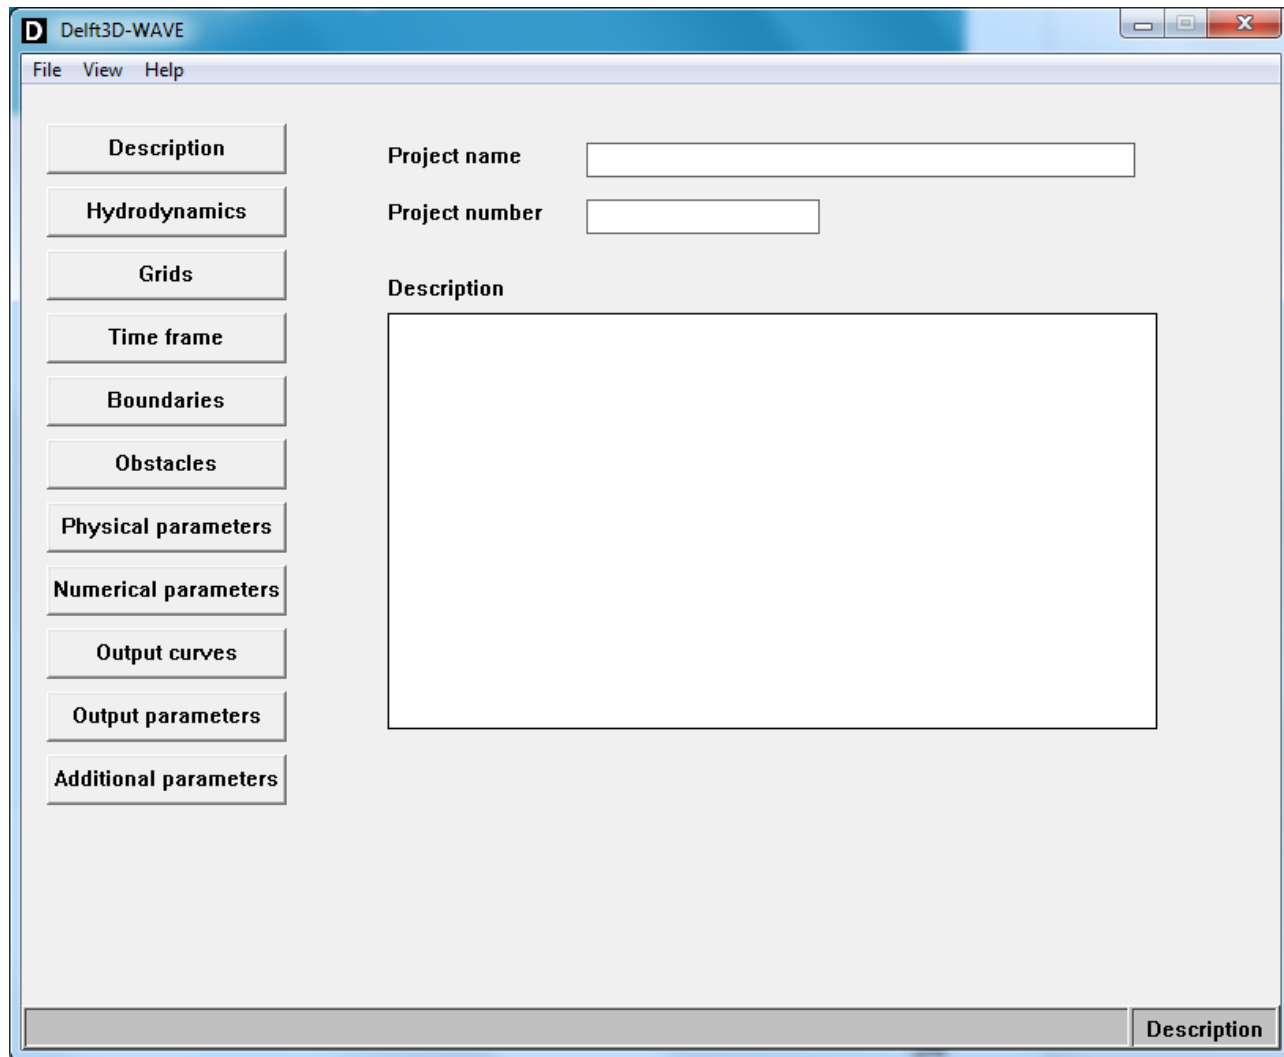 D Delft3D-WAVE
File View Help
Description
Hydrodynamics
Grids
Time frame
Boundaries
Obstacles
Physical parameters
Numerical parameters
Output curves
Output parameters
Additional parameters
Project name
Project number
Description
Description